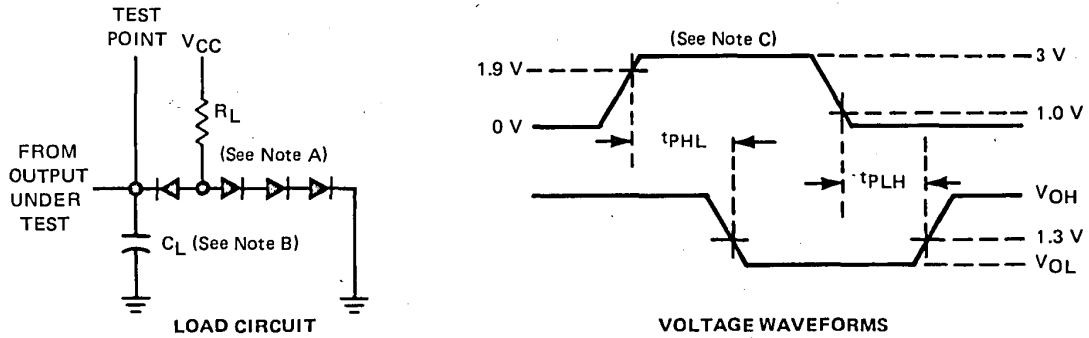 TEST
POINT
VCC
RL
FROM
OUTPUT
UNDER
TEST
(See Note A)
CL (See Note B)
LOAD CIRCUIT
(See Note C)
1.9 V
3 V
0 V
1.0 V
tPHL
tPLH
VOH
1.3 V
VOL
VOLTAGE WAVEFORMS